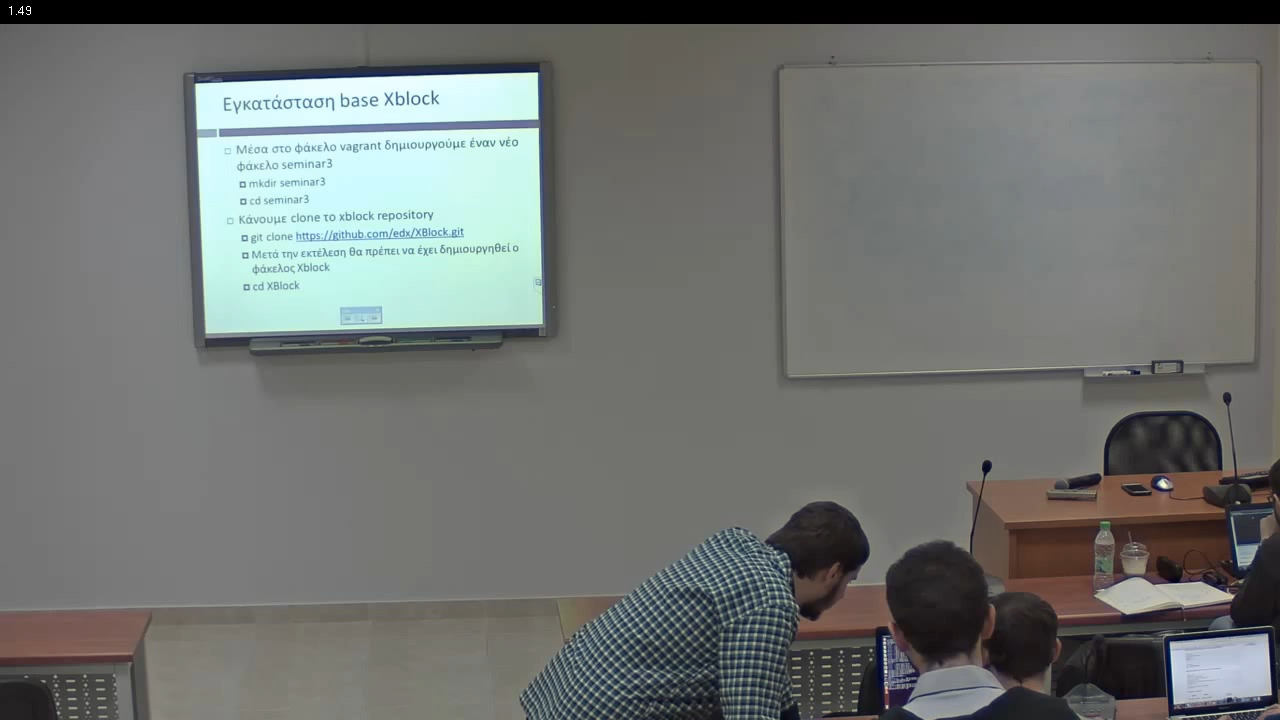 1.49
Εγκατάσταση base Xblock
Μέσα στο φάκελο vagrant δημιουργούμε έναν νέο
φάκελο seminar3
mkdir seminar3
cd seminar3
Κάνουμε clone το xblock repository
git clone https://github.com/edx/XBlock.git
Μετά την εκτέλεση θα πρέπει να έχει δημιουργηθεί ο
φάκελος Xblock
cd XBlock